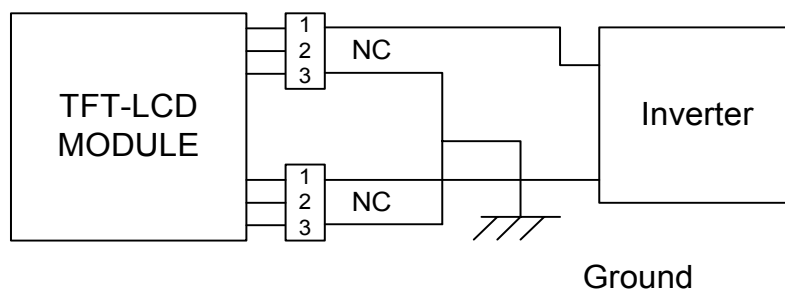 TFT-LCD
MODULE
1
2
3
NC
1
2
3
NC
Inverter
Ground